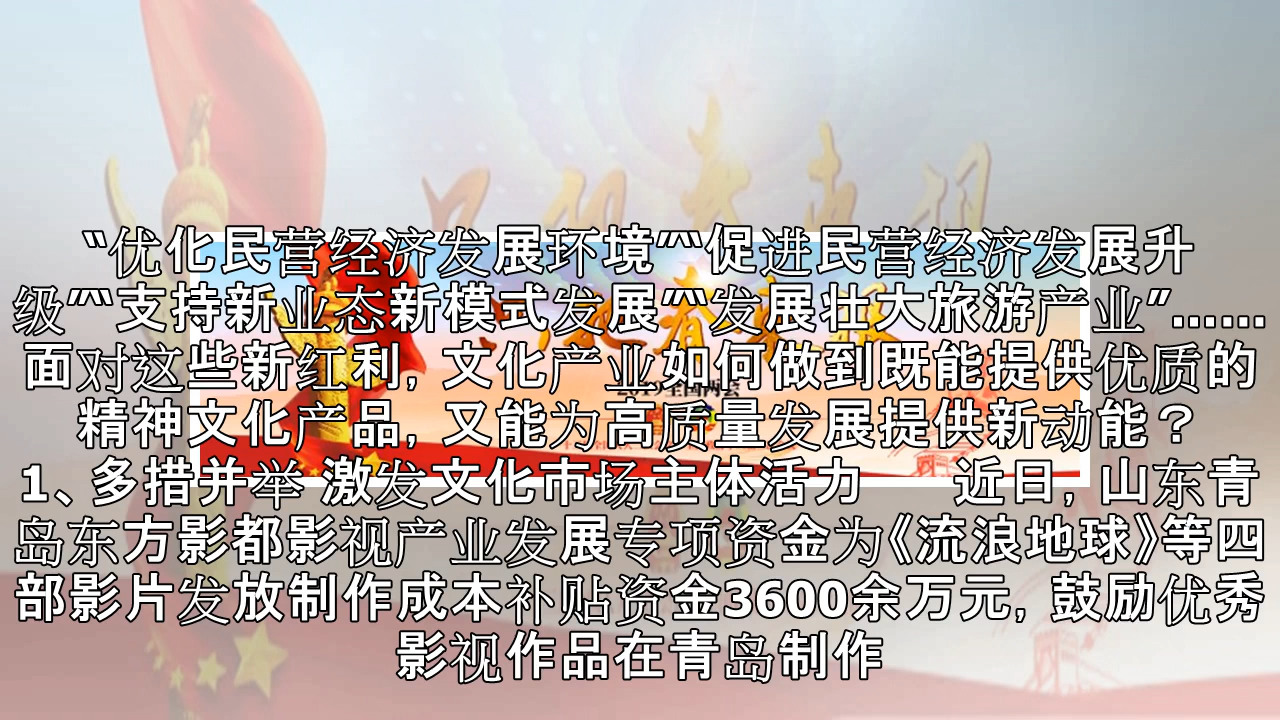 “优化民营经济发展环境”“促进民营经济发展升
级”“支持新业态新模式发展”“发展壮大旅游产业”……
面对这些新红利，文化产业如何做到既能提供优质的
精神文化产品，又能为高质量发展提供新动能？
1、多措并举 激发文化市场主体活力　　近日，山东青
岛东方影都影视产业发展专项资金为《流浪地球》等四
部影片发放制作成本补贴资金3600余万元，鼓励优秀
影视作品在青岛制作